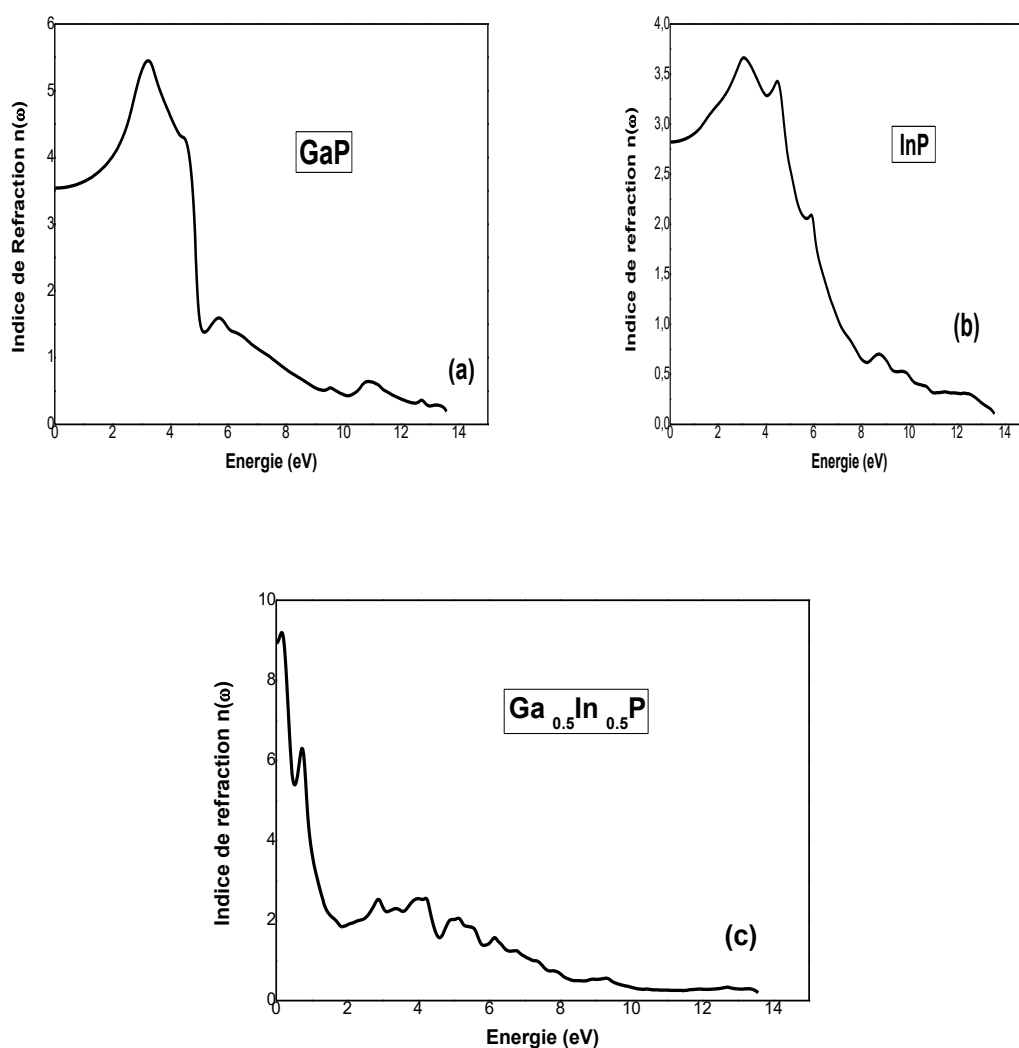 Indice de Refraction n(ω)
6
5
4
3
2
1
0
GaP
(a)
0 2 4 6 8 10 12 14
Energie (eV)
Indice de refraction n(ω)
4,0
3,5
3,0
2,5
2,0
1,5
1,0
0,5
0,0
InP
(b)
0 2 4 6 8 10 12 14
Energie (eV)
Indice de refraction n(ω)
10
8
6
4
2
0
Ga 0.5In 0.5P
(c)
0 2 4 6 8 10 12 14
Energie (eV)